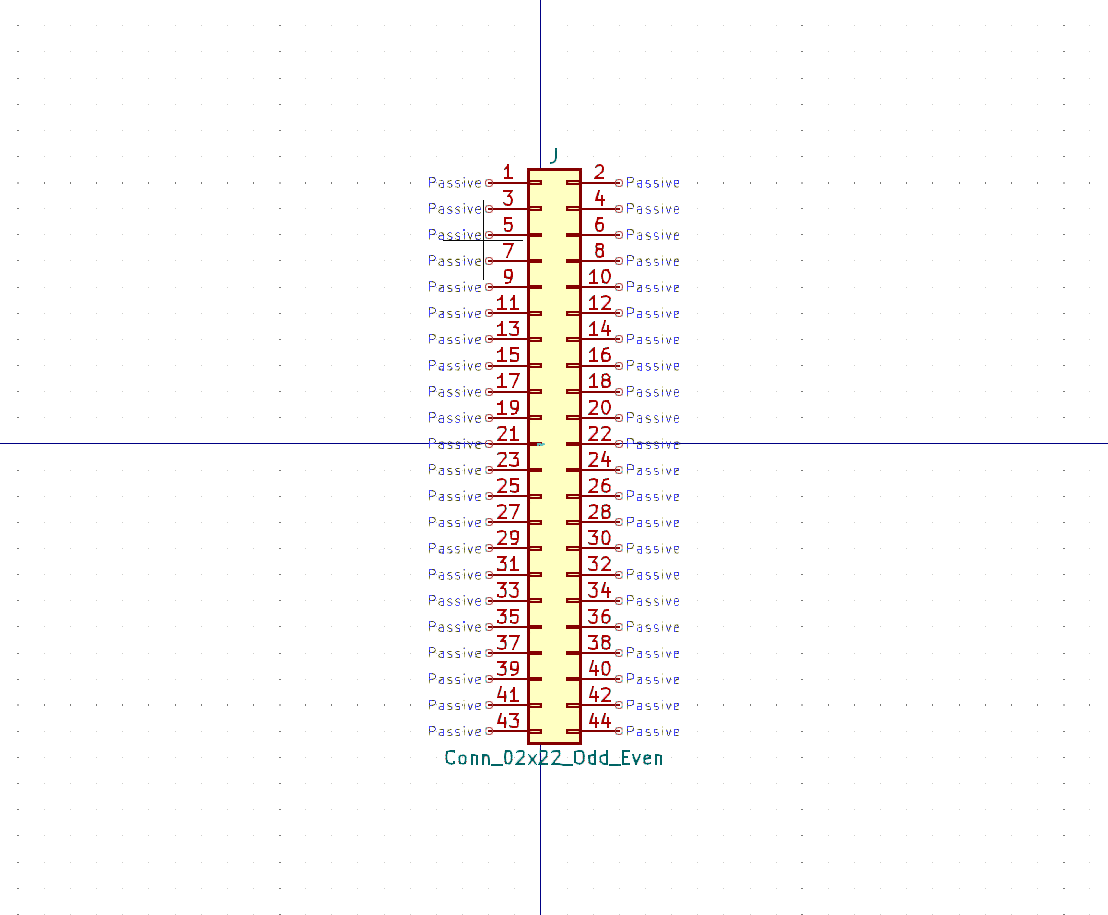 J
Passive 1 2 Passive
Passive 3 4 Passive
Passive 5 6 Passive
Passive 7 8 Passive
Passive 9 10 Passive
Passive 11 12 Passive
Passive 13 14 Passive
Passive 15 16 Passive
Passive 17 18 Passive
Passive 19 20 Passive
Passive 21 22 Passive
Passive 23 24 Passive
Passive 25 26 Passive
Passive 27 28 Passive
Passive 29 30 Passive
Passive 31 32 Passive
Passive 33 34 Passive
Passive 35 36 Passive
Passive 37 38 Passive
Passive 39 40 Passive
Passive 41 42 Passive
Passive 43 44 Passive
Conn_02x22_Odd_Even